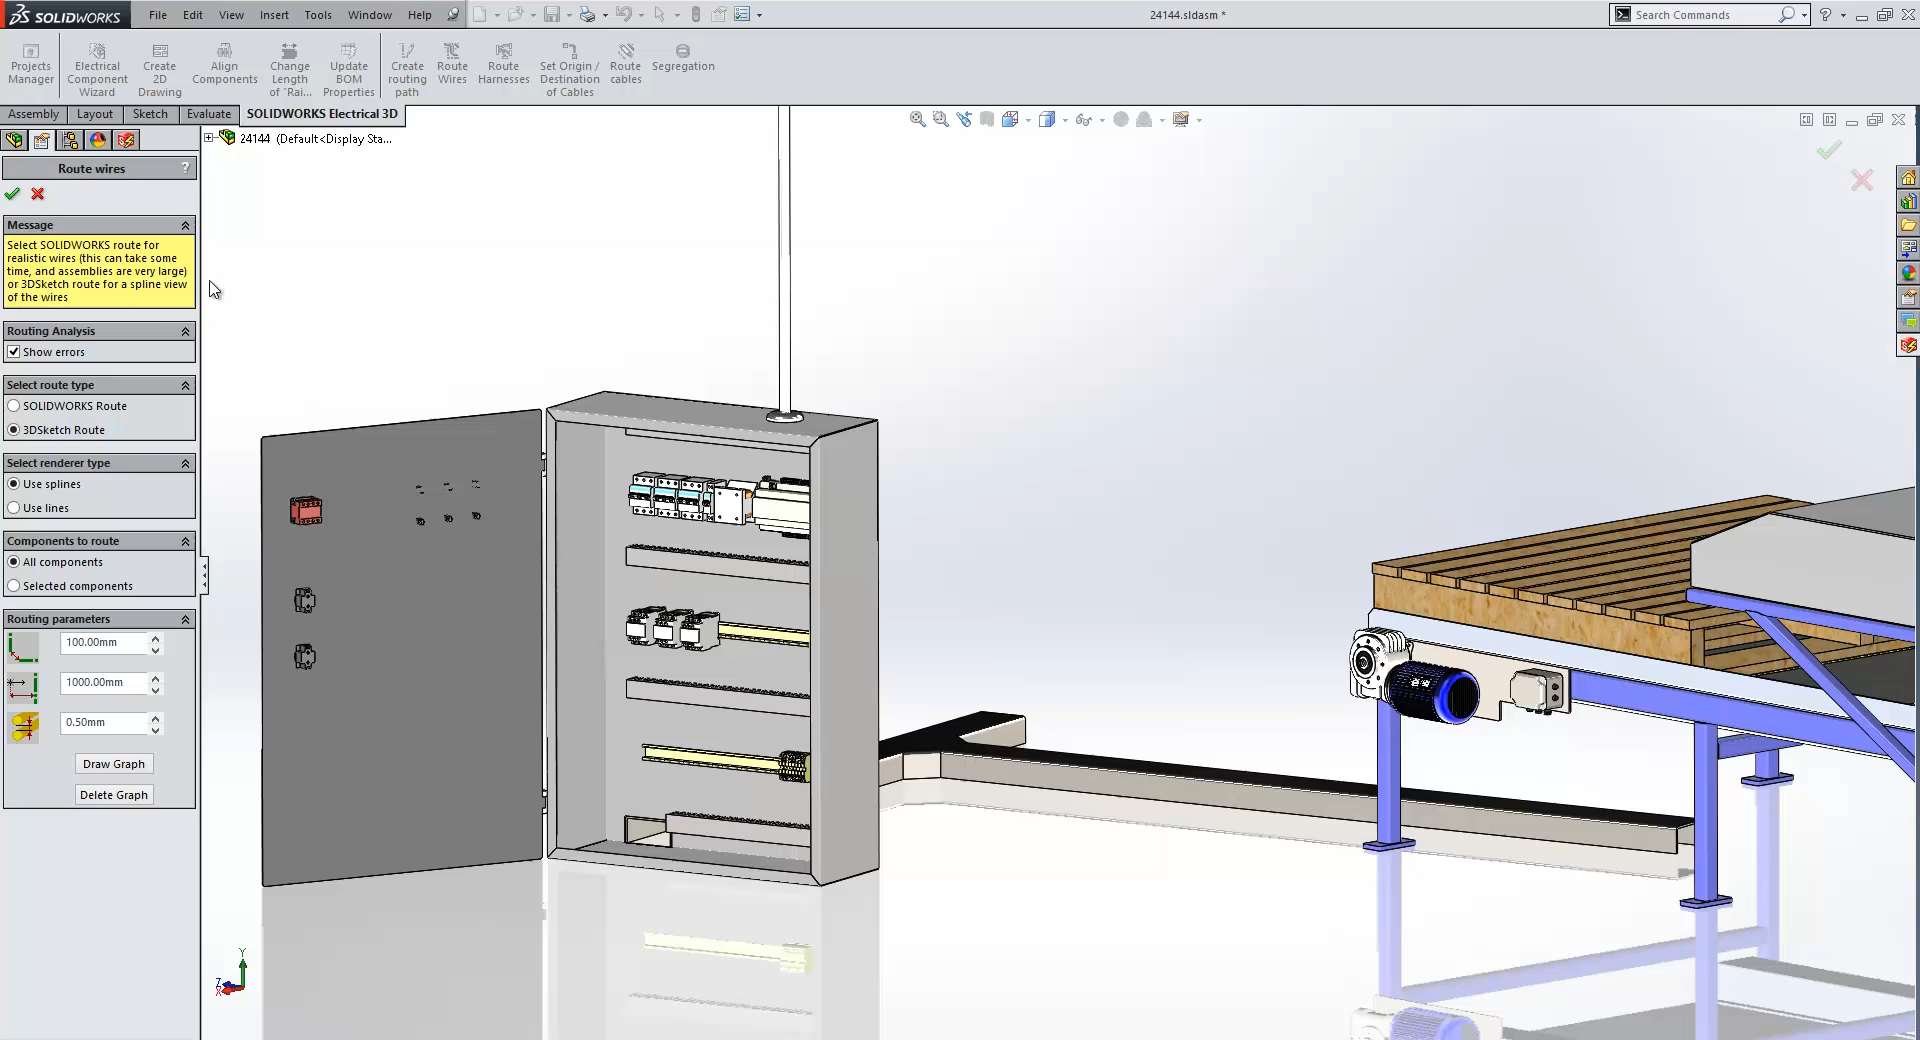 SOLIDWORKS File Edit View Insert Tools Window Help 24144.sldasm * Search Commands
Projects Manager
Electrical Component Wizard
Create 2D Drawing
Align Components
Change Length of 'Rai...
Update BOM Properties
Create routing path
Route Wires
Route Harnesses
Set Origin / Destination of Cables
Route cables
Segregation
Assembly Layout Sketch Evaluate SOLIDWORKS Electrical 3D
24144 (Default<Display Sta...
Route wires ?
Message
Select SOLIDWORKS route for
realistic wires (this can take some
time, and assemblies are very large)
or 3DSketch route for a spline view
of the wires
Routing Analysis
Show errors
Select route type
SOLIDWORKS Route
3DSketch Route
Select renderer type
Use splines
Use lines
Components to route
All components
Selected components
Routing parameters
100.00mm
1000.00mm
0.50mm
Draw Graph
Delete Graph
Y
Z
X